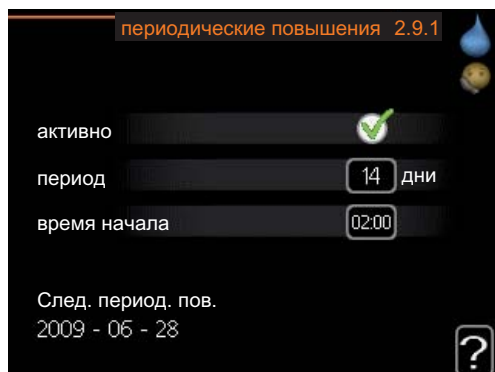 периодические повышения 2.9.1
активно
период 14 дни
время начала 02:00
След. период. пов.
2009 - 06 - 28
?